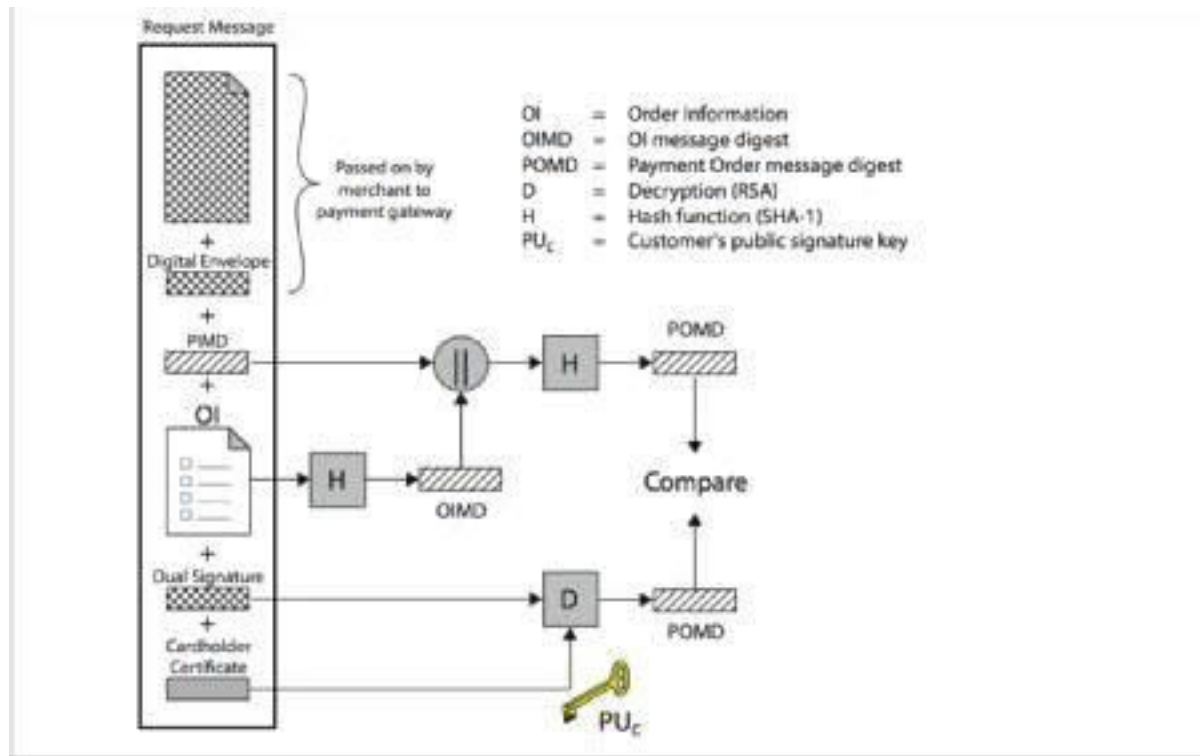 Request Message
OI = Order Information
OIMD = OI message digest
POMD = Payment Order message digest
D = Decryption (RSA)
H = Hash function (SHA-1)
PUC = Customer's public signature key
Passed on by
merchant to
payment gateway
+
Digital Envelope
+
PIMD
+
OI
|| H POMD
H
OIMD
Compare
+
Dual Signature
D
POMD
+
Cardholder
Certificate
PUC